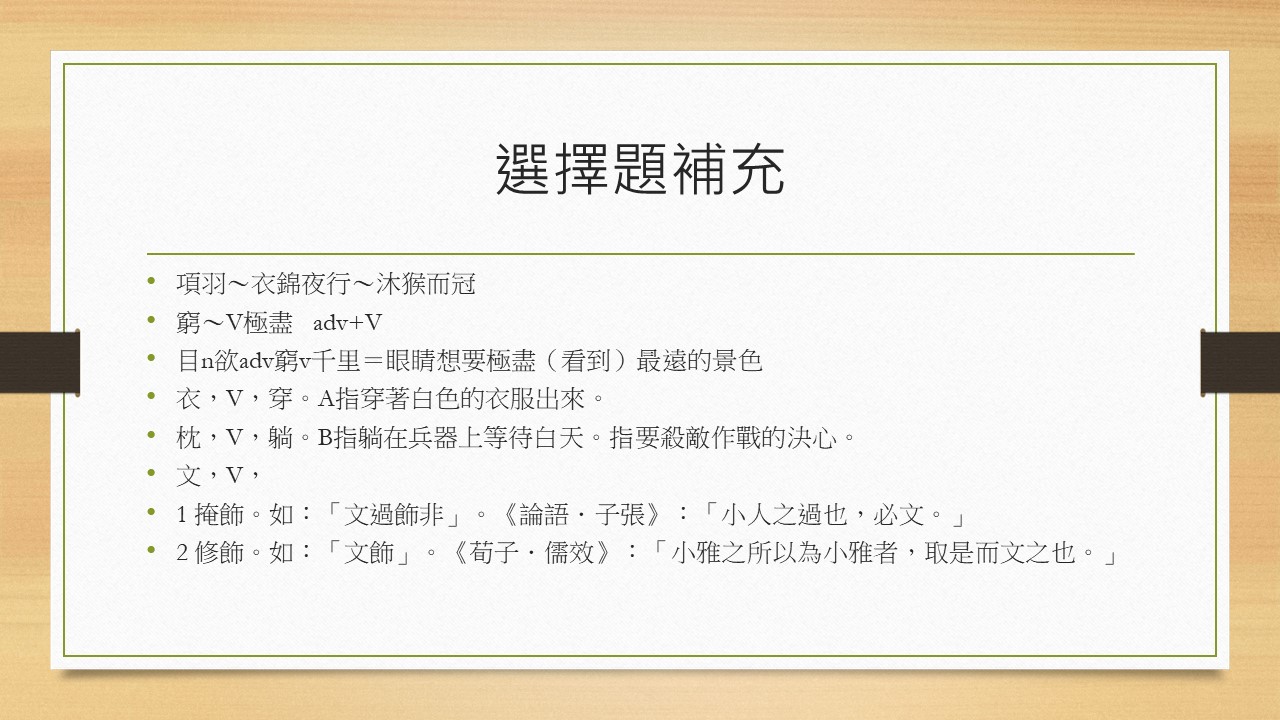 選擇題補充
• 項羽～衣錦夜行～沐猴而冠
• 窮～V極盡   adv+V
• 目n欲adv窮v千里＝眼睛想要極盡（看到）最遠的景色
• 衣，V，穿。A指穿著白色的衣服出來。
• 枕，V，躺。B指躺在兵器上等待白天。指要殺敵作戰的決心。
• 文，V，
• 1 掩飾。如：「文過飾非」。《論語．子張》：「小人之過也，必文。」
• 2 修飾。如：「文飾」。《荀子．儒效》：「小雅之所以為小雅者，取是而文之也。」